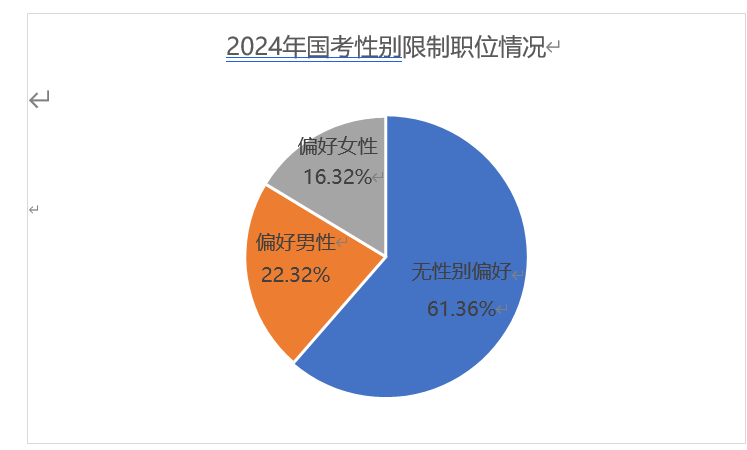 2024年国考性别限制职位情况
偏好女性
16.32%
偏好男性
22.32%
无性别偏好
61.36%